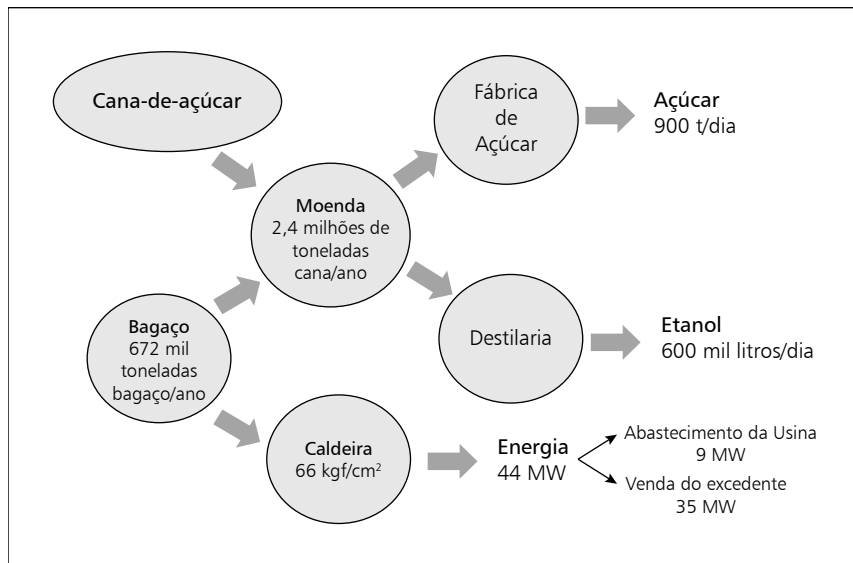 Cana-de-açúcar
Fábrica
de
Açúcar
Açúcar
900 t/dia
Moenda
2,4 milhões de
toneladas
cana/ano
Bagaço
672 mil
toneladas
bagaço/ano
Destilaria
Etanol
600 mil litros/dia
Caldeira
66 kgf/cm²
Energia
44 MW
Abastecimento da Usina
9 MW
Venda do excedente
35 MW